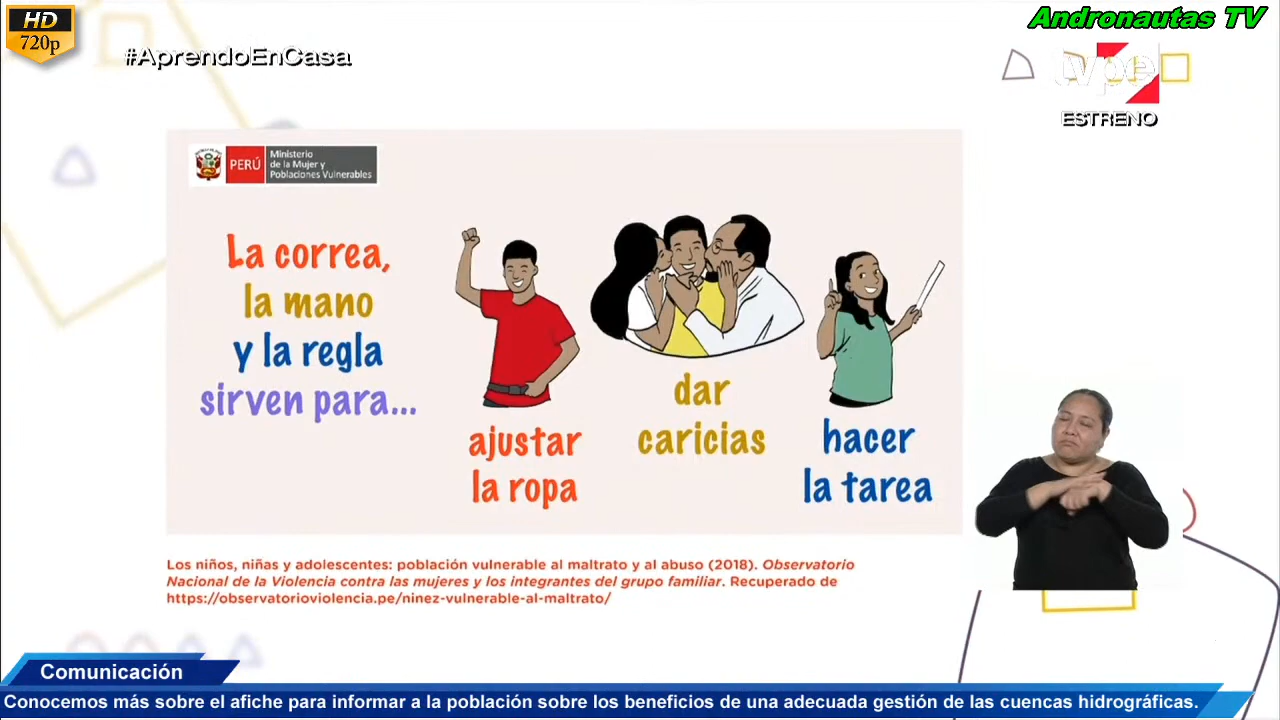 HD
720p
#AprendoEnCasa
Andronautas TV
tvpe
ESTRENO
PERÚ
Ministerio
de la Mujer y
Poblaciones Vulnerables
La correa,
la mano
y la regla
sirven para...
ajustar
la ropa
dar
caricias
hacer
la tarea
Los niños, niñas y adolescentes: población vulnerable al maltrato y al abuso (2018). Observatorio
Nacional de la Violencia contra las mujeres y los integrantes del grupo familiar. Recuperado de
https://observatorioviolencia.pe/ninez-vulnerable-al-maltrato/
Comunicación
Conocemos más sobre el afiche para informar a la población sobre los beneficios de una adecuada gestión de las cuencas hidrográficas.